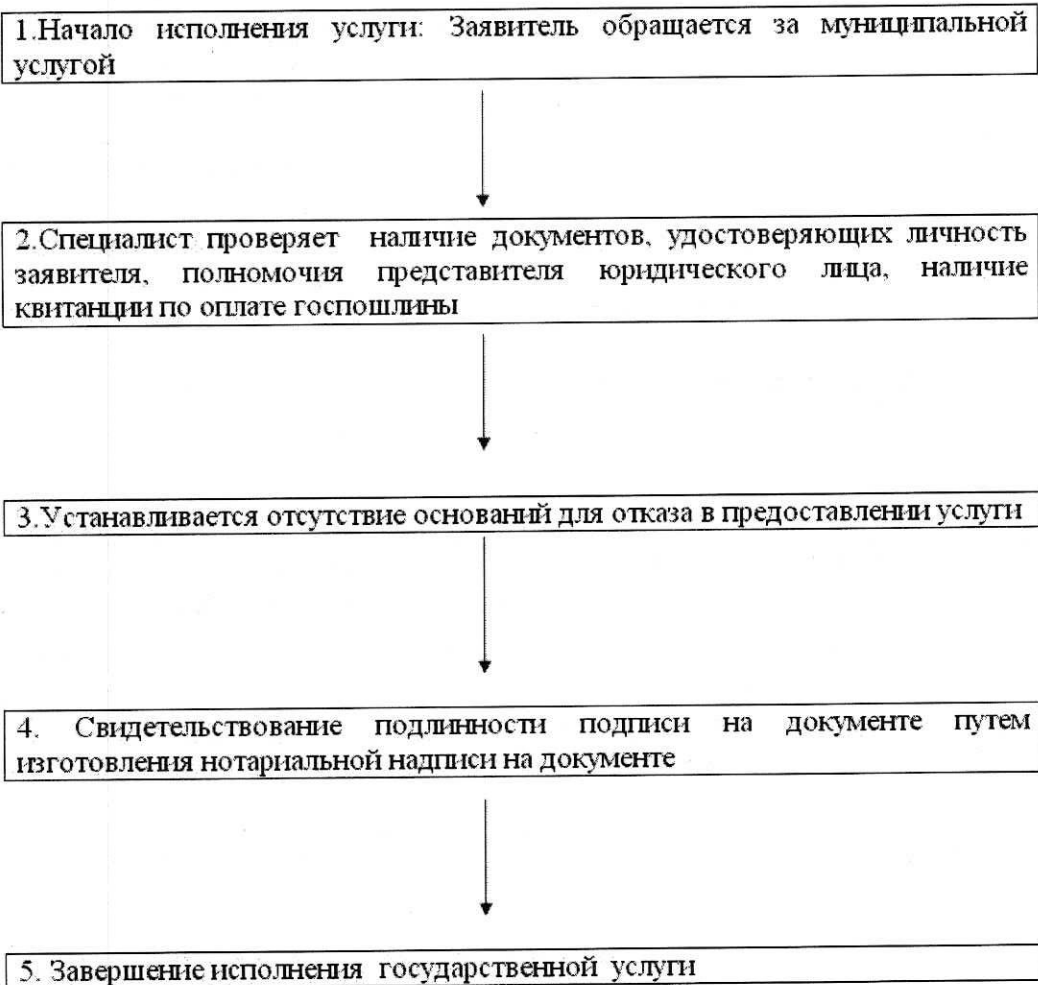 1.Начало исполнения услуги: Заявитель обращается за муниципальной
услугой
2.Специалист проверяет наличие документов, удостоверяющих личность
заявителя, полномочия представителя юридического лица, наличие
квитанции по оплате госпошлины
3.Устанавливается отсутствие оснований для отказа в предоставлении услуги
4. Свидетельствование подлинности подписи на документе путем
изготовления нотариальной надписи на документе
5. Завершение исполнения государственной услуги